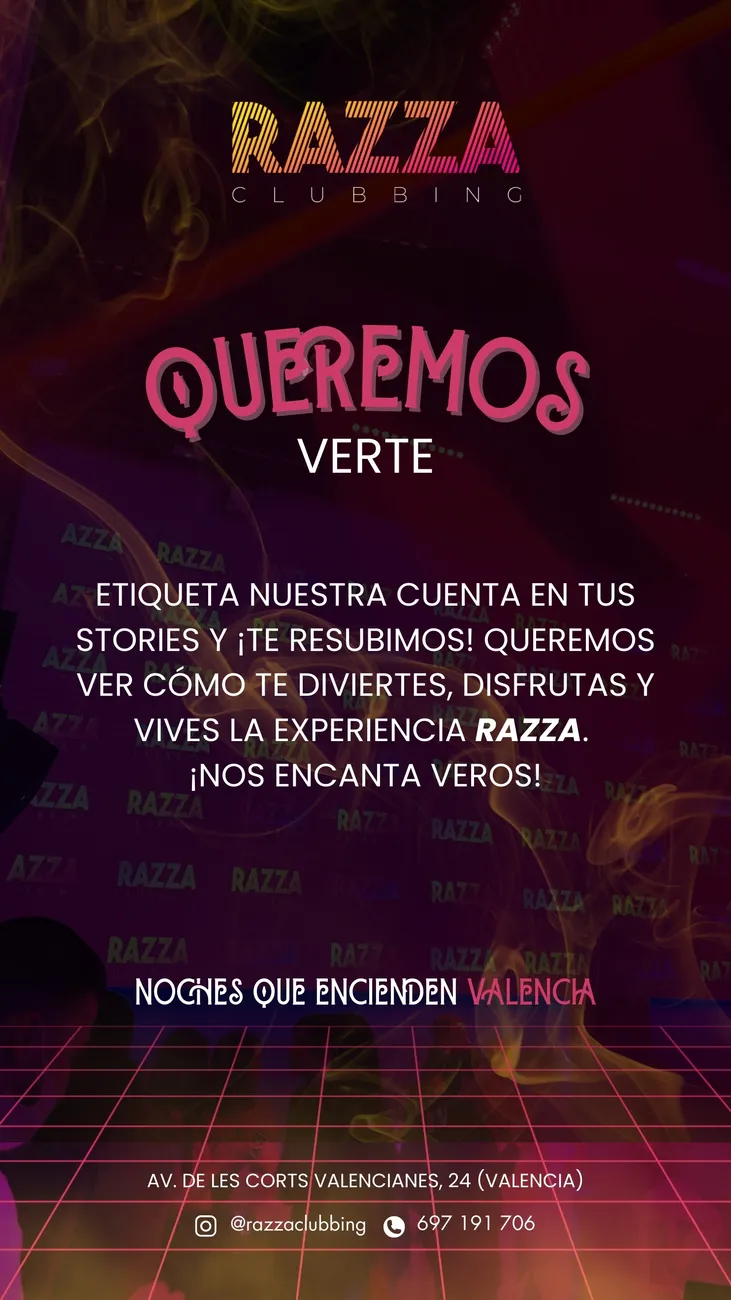 RAZZA
CLUBBING
QUEREMOS
VERTE
ETIQUETA NUESTRA CUENTA EN TUS
STORIES Y ¡TE RESUBIMOS! QUEREMOS
VER CÓMO TE DIVIERTES, DISFRUTAS Y
VIVES LA EXPERIENCIA RAZZA.
¡NOS ENCANTA VEROS!
NOCHES QUE ENCIENDEN VALENCIA
AV. DE LES CORTS VALENCIANES, 24 (VALENCIA)
@razzaclubbing 697 191 706